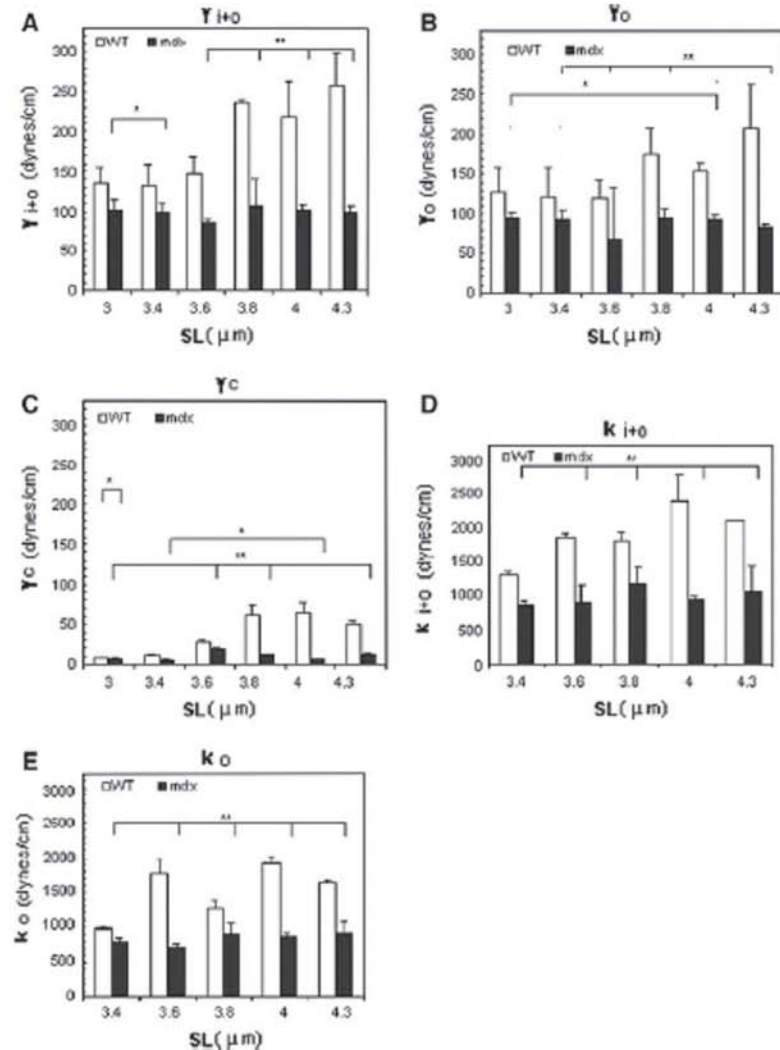 A
ɣ i+o
WT mdx
300
250
200
150
100
50
0
ɣ i+o (dynes/cm)
*
**
3 3.4 3.6 3.8 4 4.3
SL(μm)
B
ɣo
WT mdx
300
250
200
150
100
50
0
ɣo (dynes/cm)
**
*
3 3.4 3.6 3.8 4 4.3
SL(μm)
C
ɣc
WT mdx
300
250
200
150
100
50
0
ɣc (dynes/cm)
*
*
**
3 3.4 3.6 3.8 4 4.3
SL(μm)
D
k i+o
WT mdx
3000
2500
2000
1500
1000
500
0
k i+o (dynes/cm)
**
3.4 3.6 3.8 4 4.3
SL(μm)
E
k o
WT mdx
3000
2500
2000
1500
1000
500
0
k o (dynes/cm)
**
3.4 3.6 3.8 4 4.3
SL(μm)